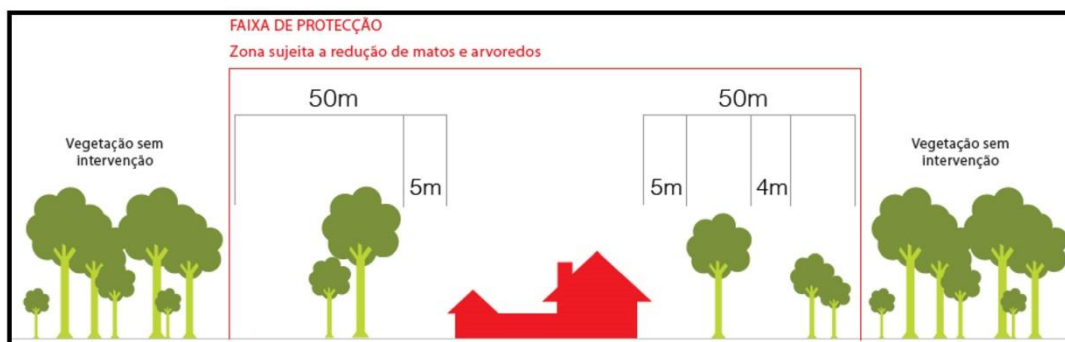 FAIXA DE PROTECÇÃO
Zona sujeita a redução de matos e arvoredos
50m
50m
Vegetação sem
intervenção
Vegetação sem
intervenção
5m
5m
4m